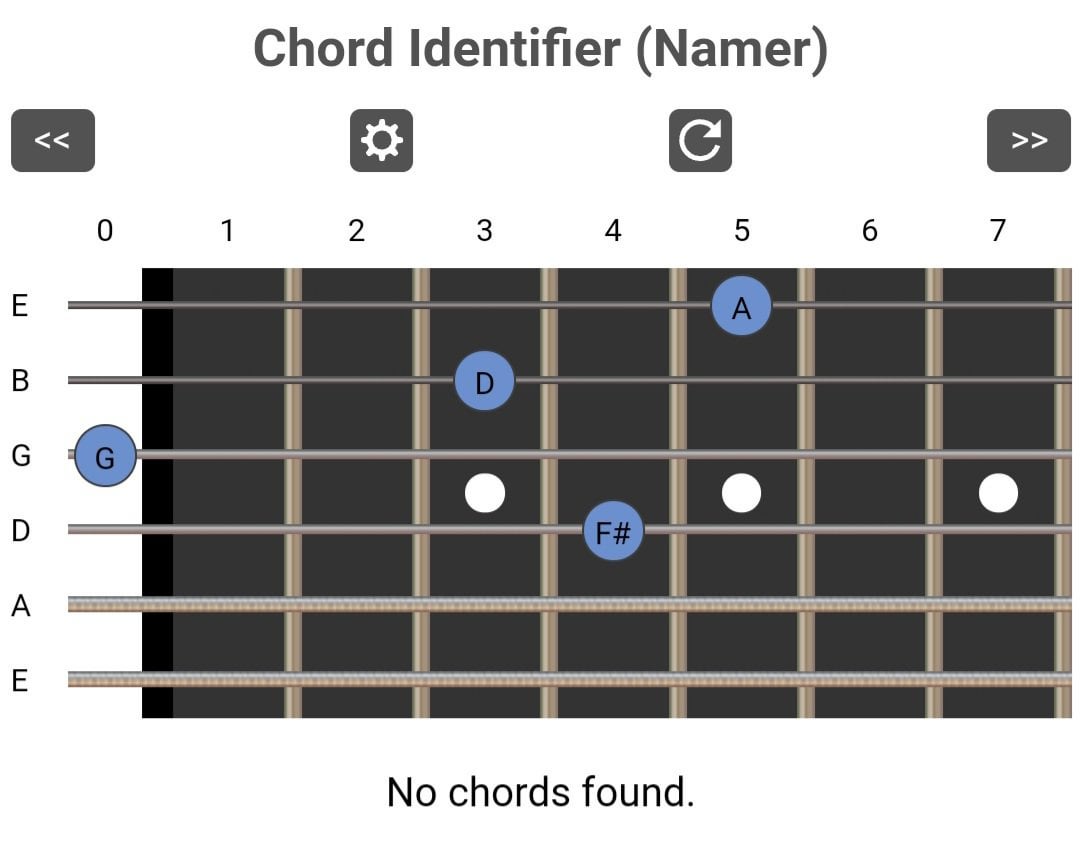 Chord Identifier (Namer)
<< >>
0 1 2 3 4 5 6 7
E A
B D
G G
D F#
A
E
No chords found.